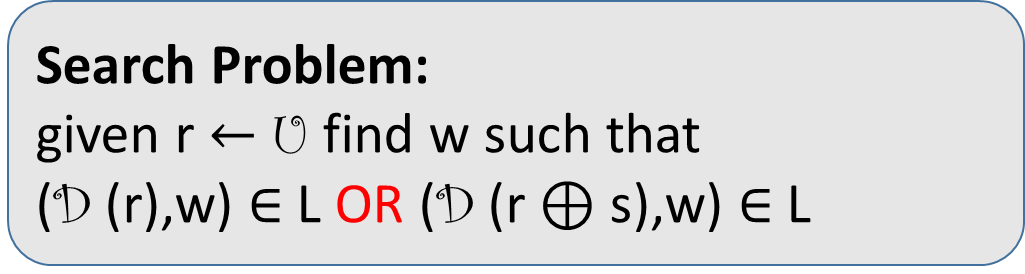 Search Problem:
given r ← 𝒰 find w such that
(𝒟 (r),w) ∈ L OR (𝒟 (r ⊕ s),w) ∈ L